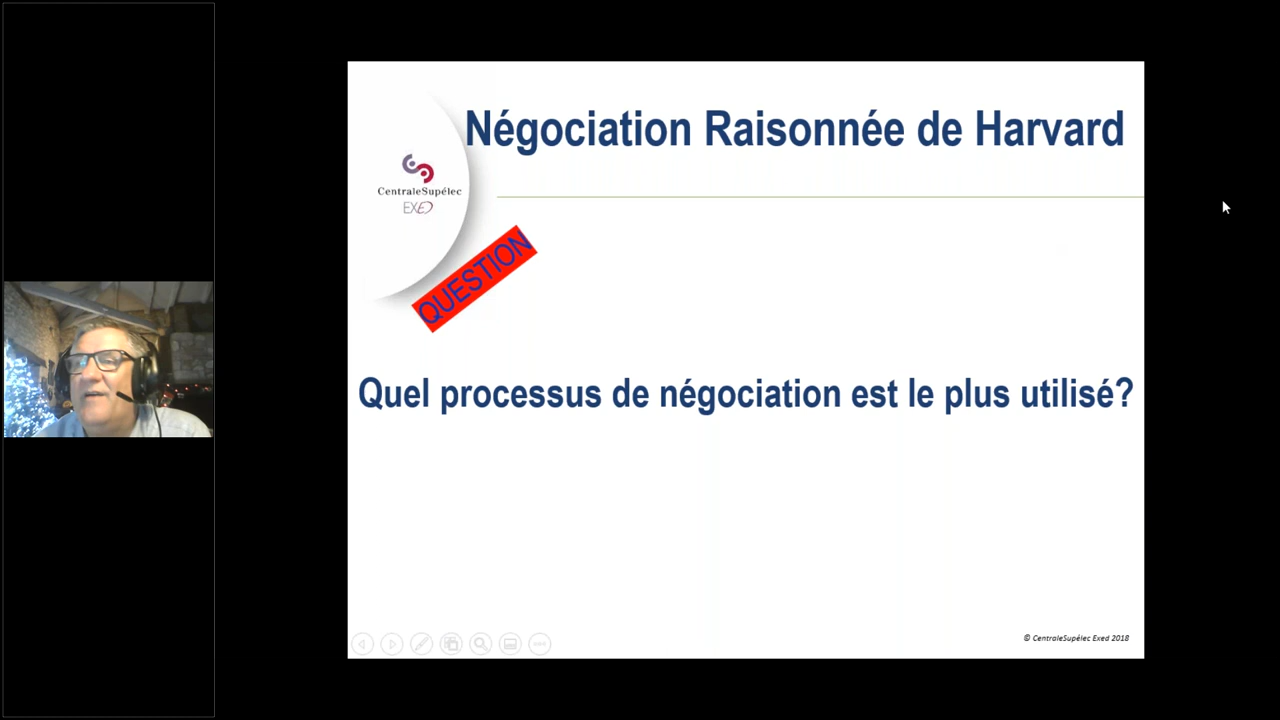 Négociation Raisonnée de Harvard
CentraleSupélec
EXED
QUESTION
Quel processus de négociation est le plus utilisé?
© CentraleSupélec Exed 2018